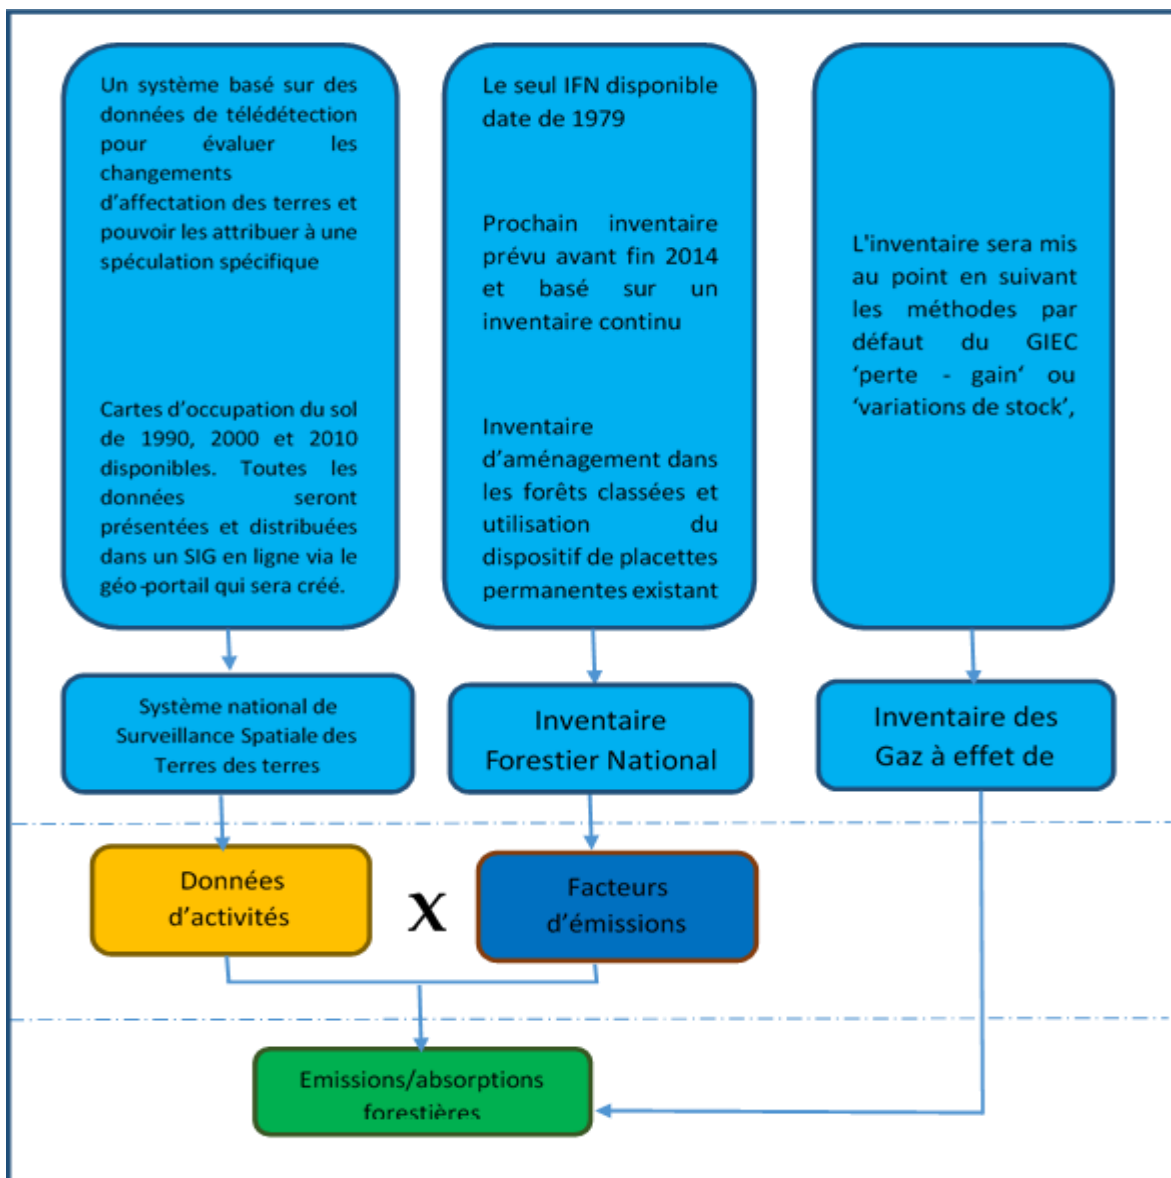 Un système basé sur des
données de télédétection
pour évaluer les
changements
d’affectation des terres et
pouvoir les attribuer à une
spéculation spécifique
Cartes d’occupation du sol
de 1990, 2000 et 2010
disponibles. Toutes les
données seront
présentées et distribuées
dans un SIG en ligne via le
géo-portail qui sera créé.
Le seul IFN disponible
date de 1979
Prochain inventaire
prévu avant fin 2014
et basé sur un
inventaire continu
Inventaire
d’aménagement dans
les forêts classées et
utilisation du
dispositif de placettes
permanentes existant
L'inventaire sera mis
au point en suivant
les méthodes par
défaut du GIEC
‘perte - gain‘ ou
‘variations de stock’,
Système national de
Surveillance Spatiale des
Terres des terres
Inventaire
Forestier National
Inventaire des
Gaz à effet de
Données
d’activités
X
Facteurs
d’émissions
Emissions/absorptions
forestières